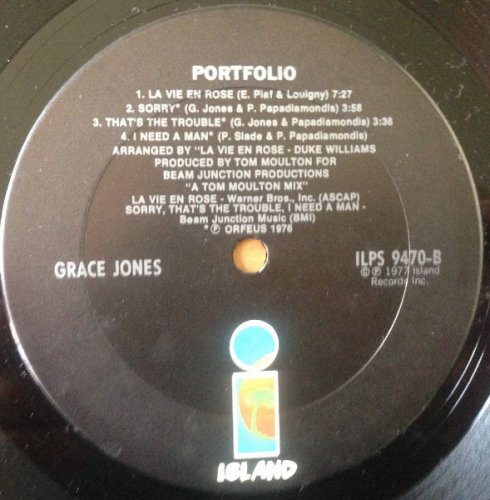 PORTFOLIO
1. LA VIE EN ROSE (E. Piaf & Louigny) 7:27
2. SORRY* (G. Jones & P. Papadiamondis) 3:58
3. THAT'S THE TROUBLE* (G. Jones & P. Papadiamondis) 3:36
4. I NEED A MAN* (P. Slade & P. Papadiamondis)
ARRANGED BY "LA VIE EN ROSE - DUKE WILLIAMS
PRODUCED BY TOM MOULTON FOR
BEAM JUNCTION PRODUCTIONS
"A TOM MOULTON MIX"
LA VIE EN ROSE - Warner Bros., Inc. (ASCAP)
SORRY, THAT'S THE TROUBLE, I NEED A MAN -
Beam Junction Music (BMI)
*Ⓟ ORFEUS 1976
GRACE JONES
ILPS 9470-B
© Ⓟ 1977 Island
Records Inc.
ISLAND